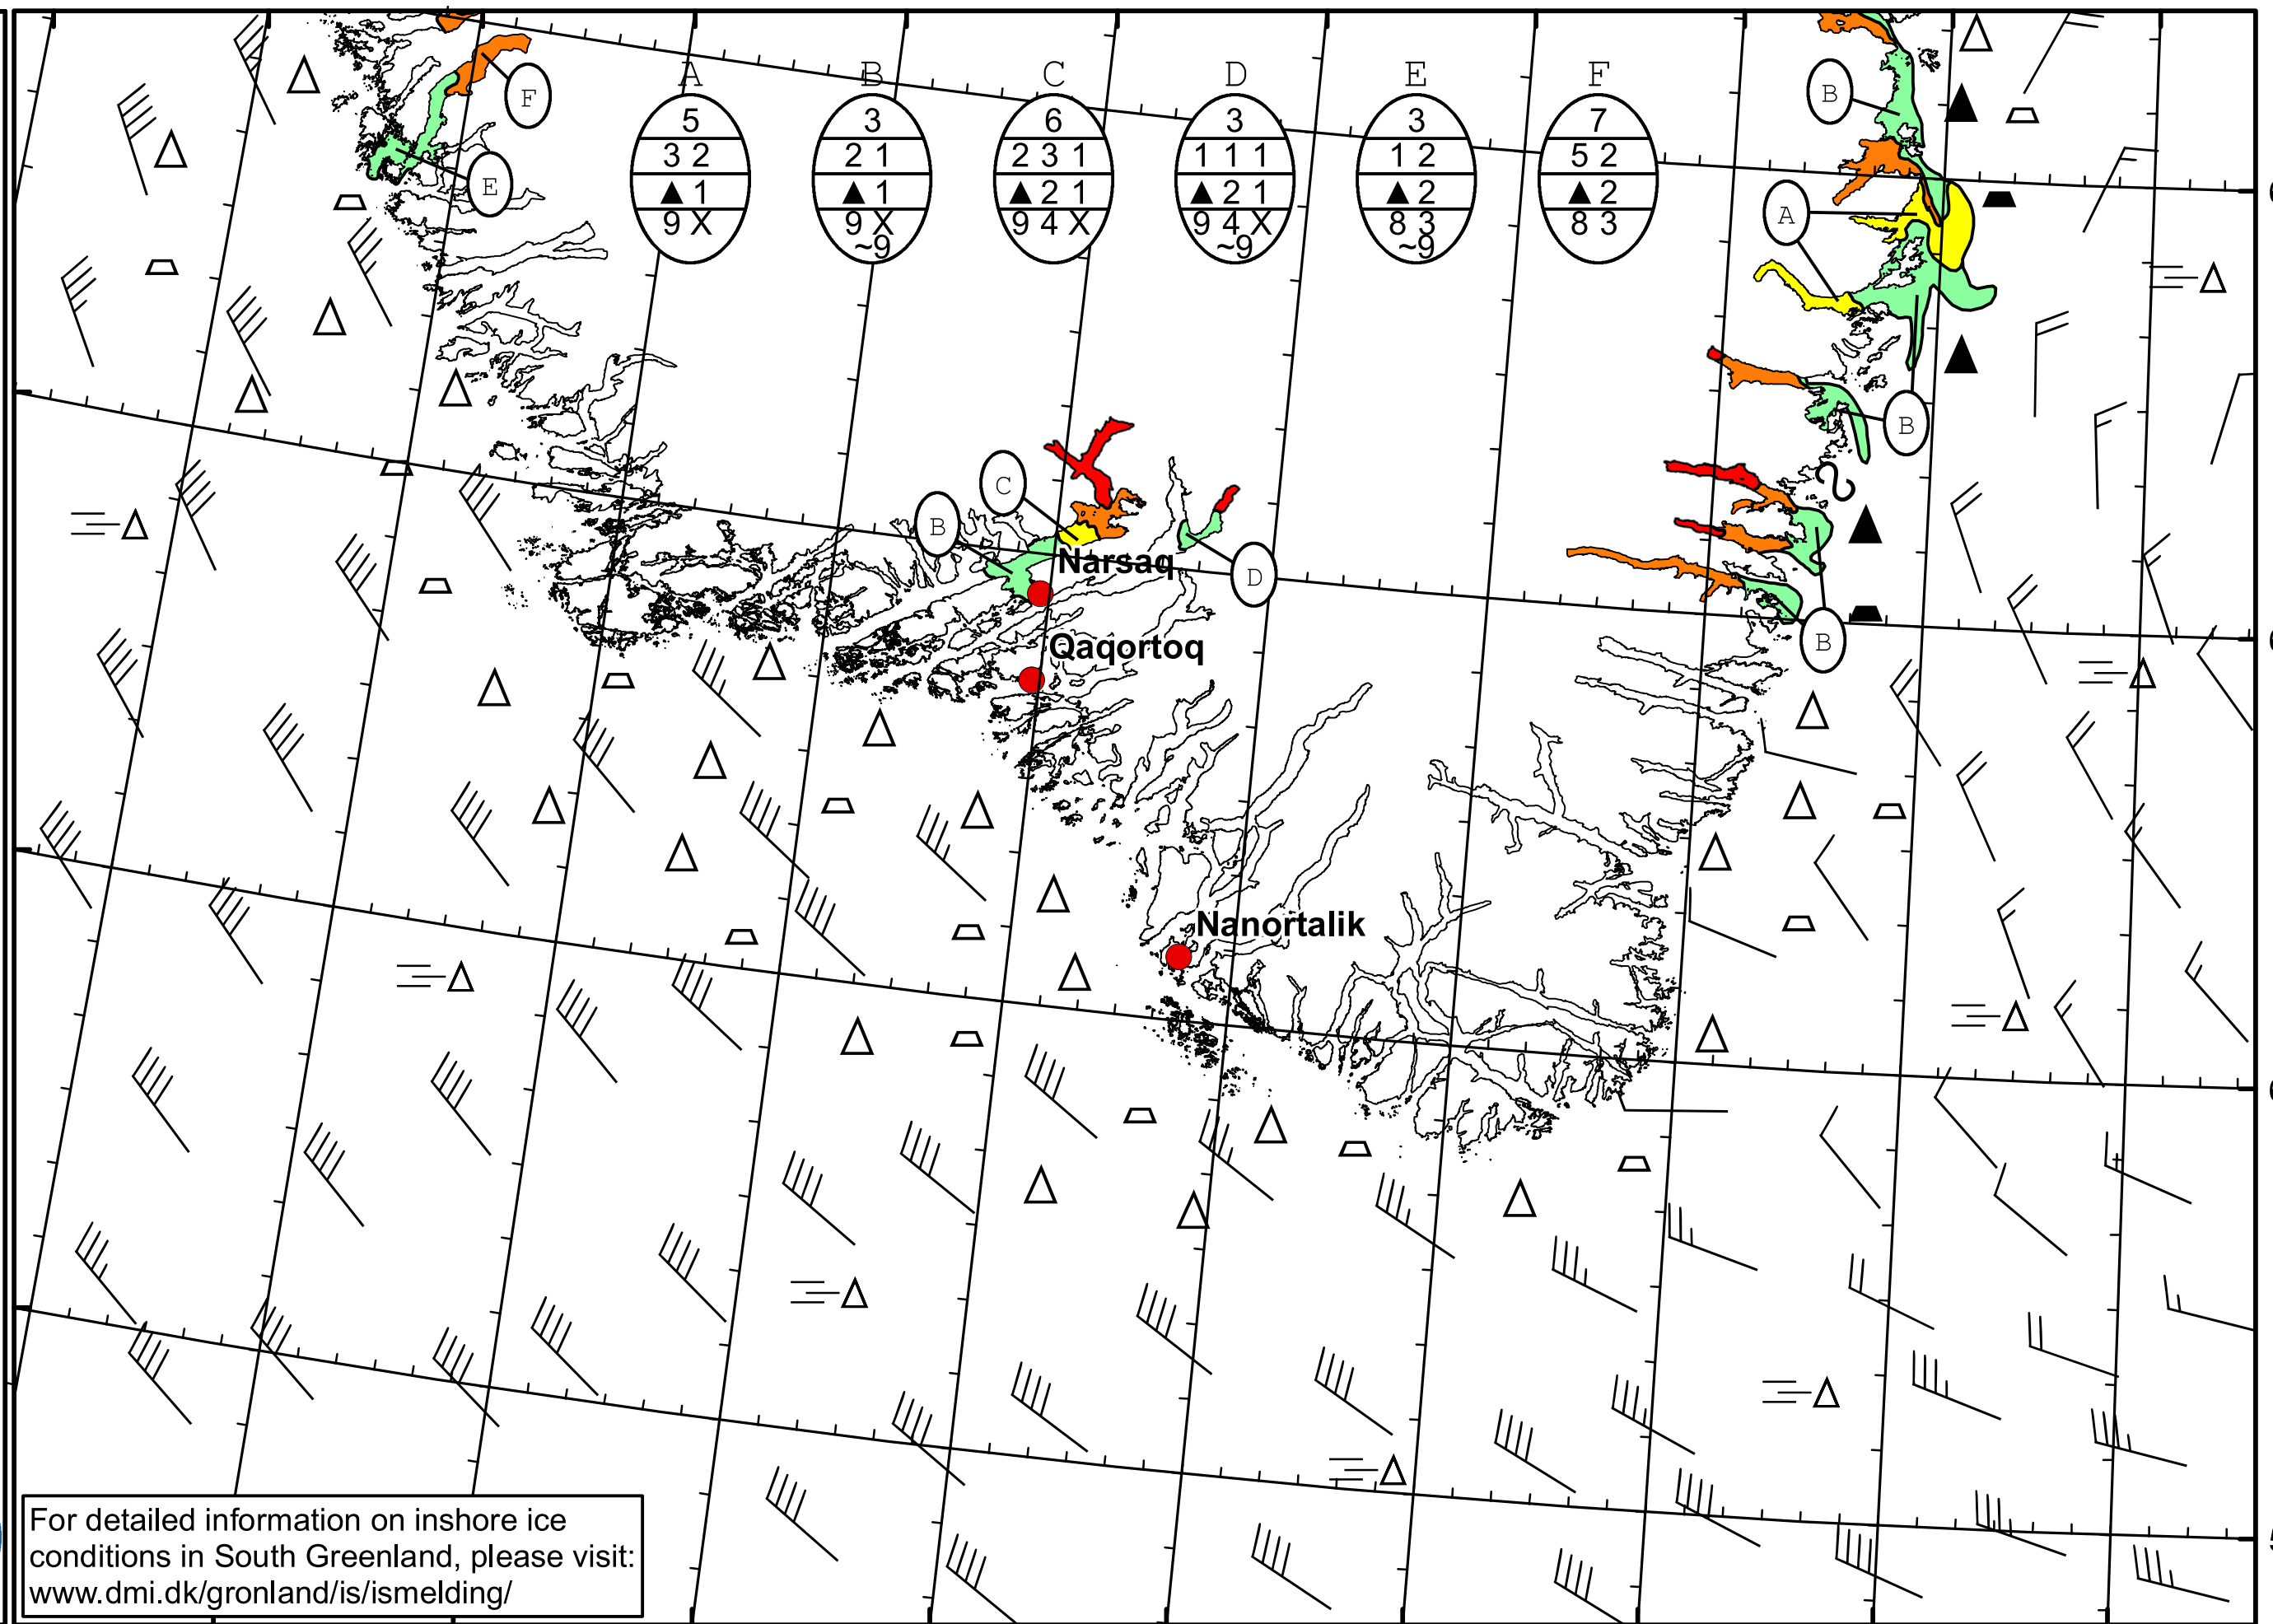 A B C D E F
5 3 6 3 3 7
3 2 2 1 2 3 1 1 1 1 1 2 5 2
▲ 1 ▲ 1 ▲ 2 1 ▲ 2 1 ▲ 2 ▲ 2
9 X 9 X 9 4 X 9 4 X 8 3 8 3
~9 ~9 ~9
F
E
B
A
B
C
B
Narsaq
D
B
Qaqortoq
Nanortalik
For detailed information on inshore ice
conditions in South Greenland, please visit:
www.dmi.dk/gronland/is/ismelding/